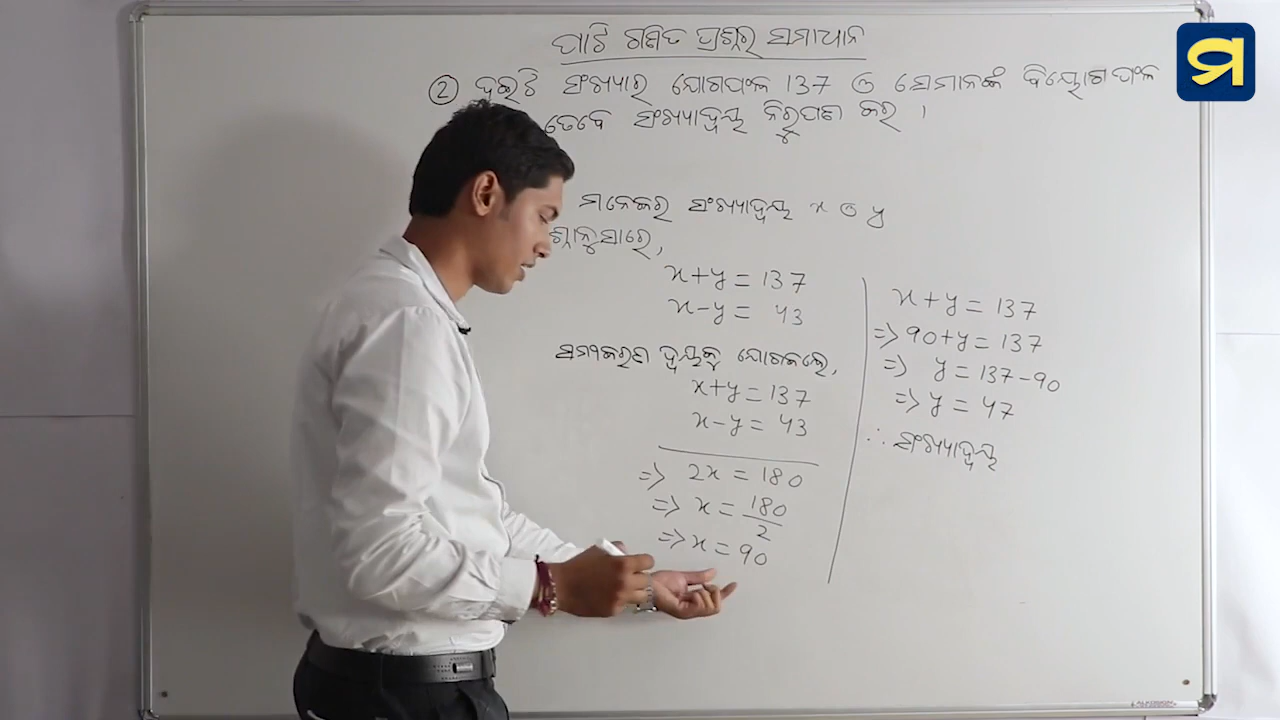 ପାଟି ଗଣିତ ପ୍ରଶ୍ନର ସମାଧାନ
ମ
② ଦୁଇଟି ସଂଖ୍ୟାର ଯୋଗଫଳ 137 ଓ ସେମାନଙ୍କ ବିୟୋଗଫଳ
ତେବେ ସଂଖ୍ୟାଦ୍ୱୟ ନିରୂପଣ କର ।
ମନେକର ସଂଖ୍ୟାଦ୍ୱୟ x ଓ y
ଶ୍ନାନୁସାରେ,
x+y = 137
x-y = 43
ସମୀକରଣ ଦ୍ୱୟକୁ ଯୋଗକଲେ,
x+y = 137
x-y = 43
=> 2x = 180
=> x = 180/2
=> x = 90
x+y = 137
=> 90+y = 137
=> y = 137-90
=> y = 47
∴ ସଂଖ୍ୟାଦ୍ୱୟ